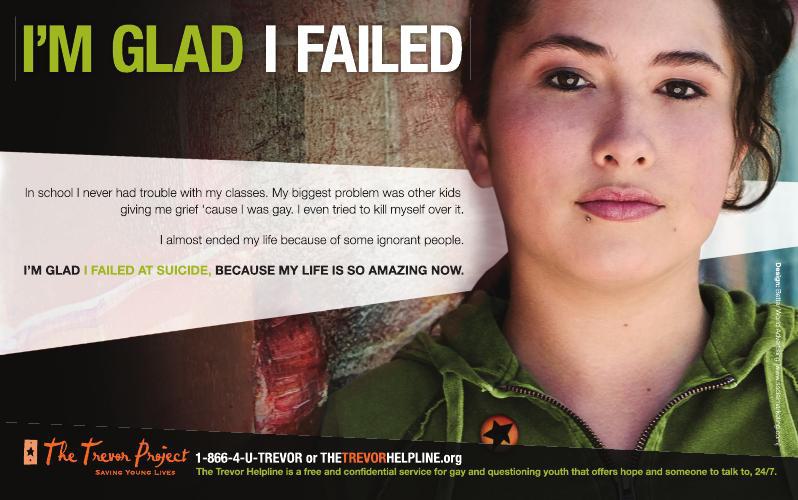 I'M GLAD I FAILED
In school I never had trouble with my classes. My biggest problem was other kids
giving me grief 'cause I was gay. I even tried to kill myself over it.
I almost ended my life because of some ignorant people.
I'M GLAD I FAILED AT SUICIDE, BECAUSE MY LIFE IS SO AMAZING NOW.
Design: Better World Advertising
The Trevor Project
SAVING YOUNG LIVES
1-866-4-U-TREVOR or THETREVORHELPLINE.org
The Trevor Helpline is a free and confidential service for gay and questioning youth that offers hope and someone to talk to, 24/7.